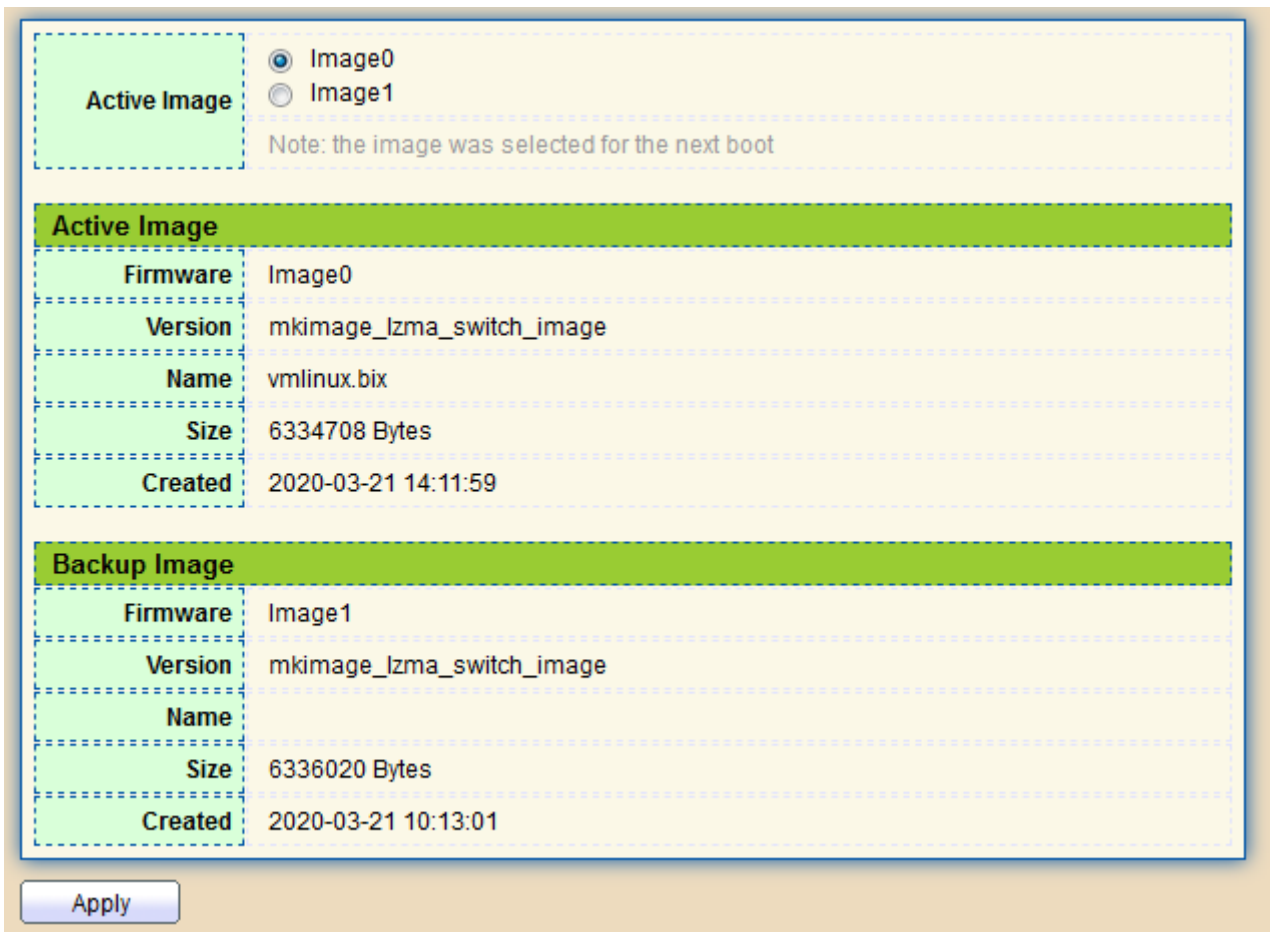 Active Image
Image0
Image1
Note: the image was selected for the next boot
Active Image
Firmware Image0
Version mkimage_lzma_switch_image
Name vmlinux.bix
Size 6334708 Bytes
Created 2020-03-21 14:11:59
Backup Image
Firmware Image1
Version mkimage_lzma_switch_image
Name
Size 6336020 Bytes
Created 2020-03-21 10:13:01
Apply